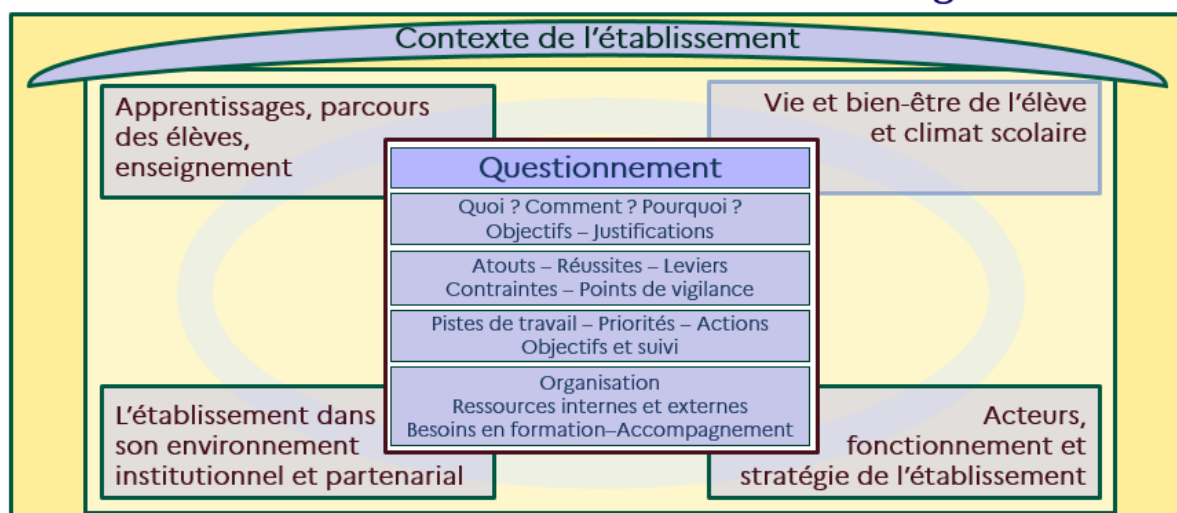 Contexte de l'établissement
Apprentissages, parcours
des élèves,
enseignement
Vie et bien-être de l'élève
et climat scolaire
Questionnement
Quoi ? Comment ? Pourquoi ?
Objectifs – Justifications
Atouts – Réussites – Leviers
Contraintes – Points de vigilance
Pistes de travail – Priorités – Actions
Objectifs et suivi
Organisation
Ressources internes et externes
Besoins en formation–Accompagnement
L'établissement dans
son environnement
institutionnel et partenarial
Acteurs,
fonctionnement et
stratégie de l'établissement